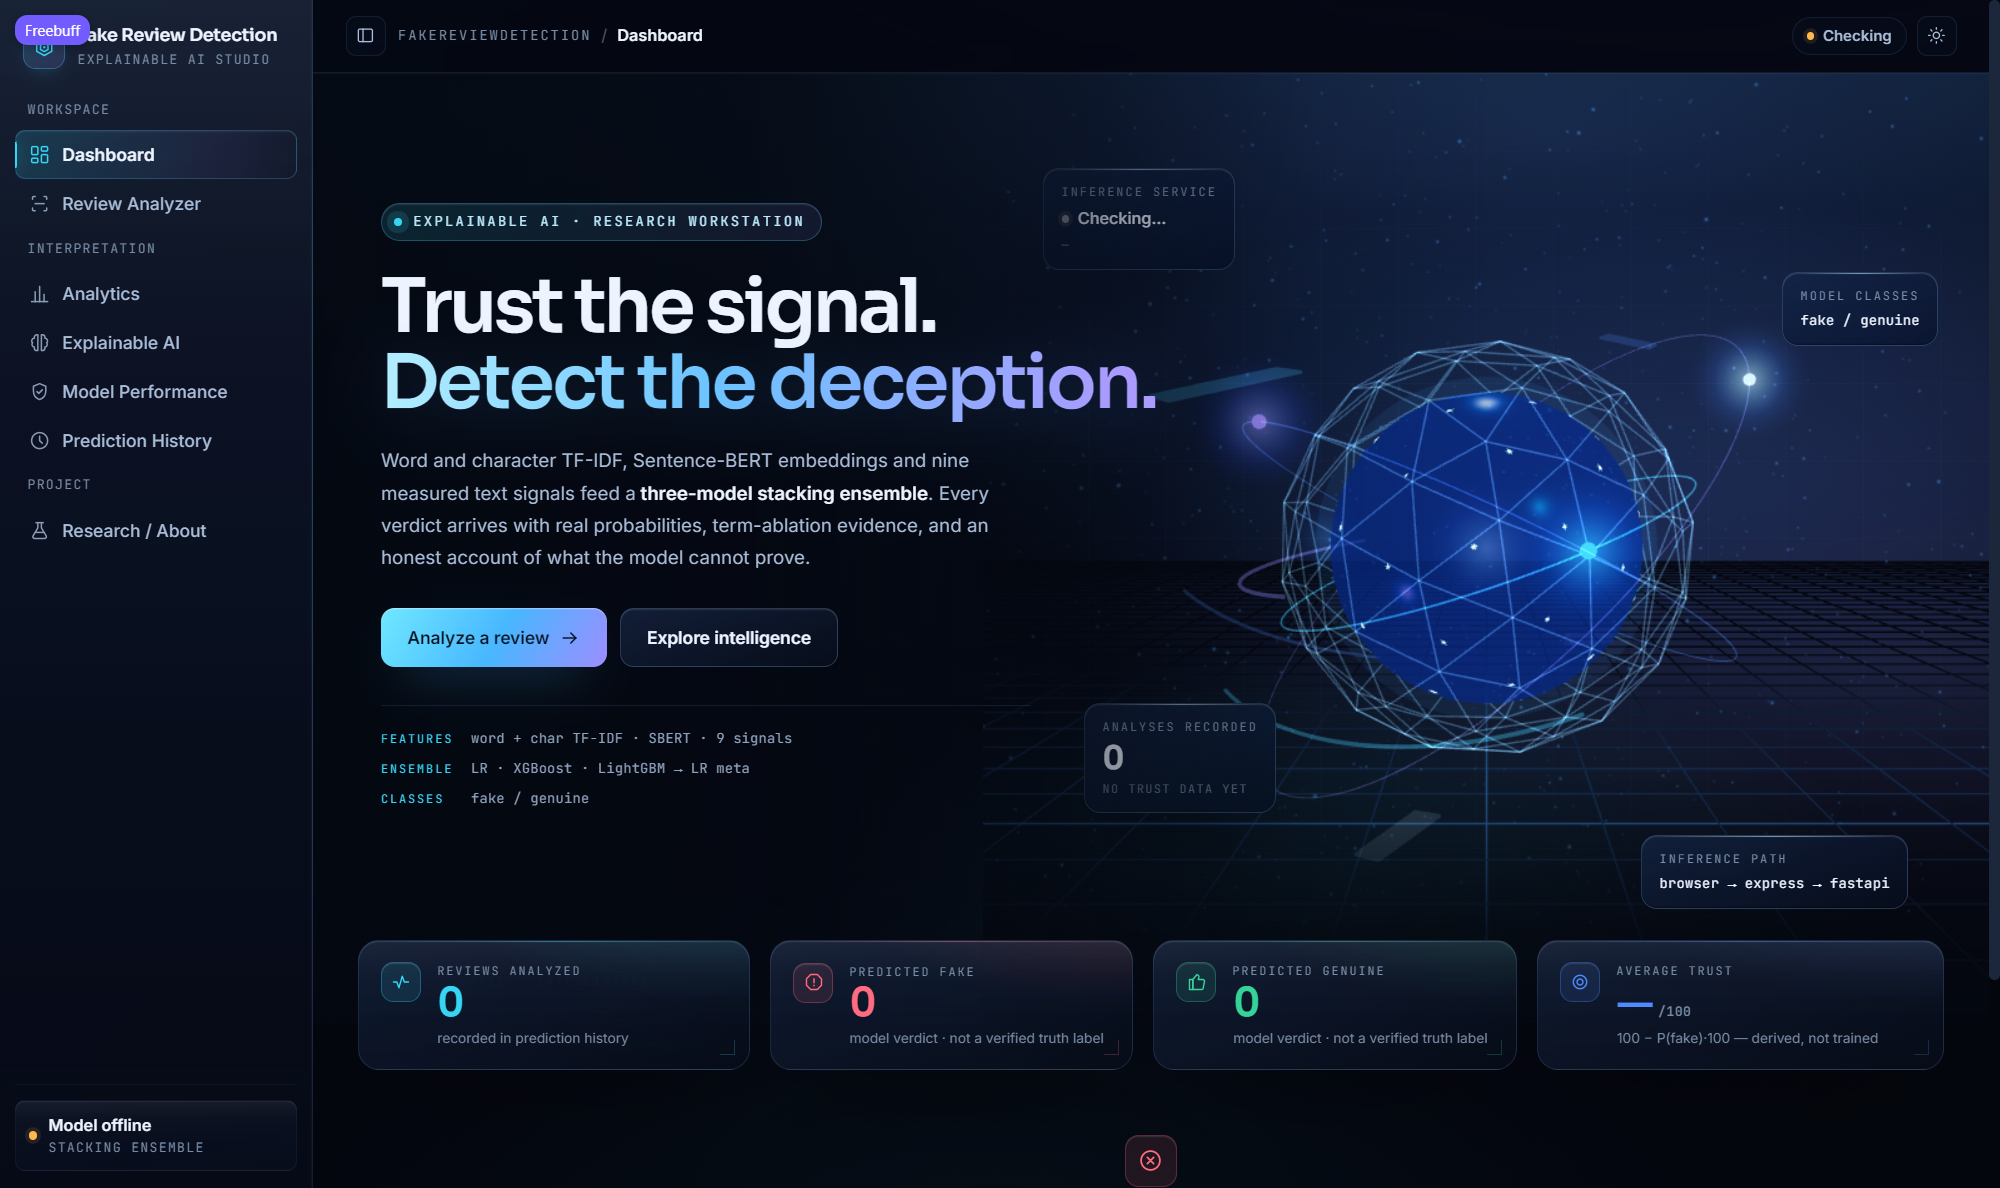 Freebuff
ake Review Detection
EXPLAINABLE AI STUDIO
WORKSPACE
Dashboard
Review Analyzer
INTERPRETATION
Analytics
Explainable AI
Model Performance
Prediction History
PROJECT
Research / About
Model offline
STACKING ENSEMBLE
FAKEREVIEWDETECTION / Dashboard
Checking
EXPLAINABLE AI · RESEARCH WORKSTATION
Trust the signal.
Detect the deception.
Word and character TF-IDF, Sentence-BERT embeddings and nine
measured text signals feed a three-model stacking ensemble. Every
verdict arrives with real probabilities, term-ablation evidence, and an
honest account of what the model cannot prove.
Analyze a review →
Explore intelligence
FEATURES word + char TF-IDF · SBERT · 9 signals
ENSEMBLE LR · XGBoost · LightGBM → LR meta
CLASSES fake / genuine
INFERENCE SERVICE
Checking...
—
MODEL CLASSES
fake / genuine
ANALYSES RECORDED
0
NO TRUST DATA YET
INFERENCE PATH
browser → express → fastapi
REVIEWS ANALYZED
0
recorded in prediction history
PREDICTED FAKE
0
model verdict · not a verified truth label
PREDICTED GENUINE
0
model verdict · not a verified truth label
AVERAGE TRUST
— /100
100 − P(fake)·100 — derived, not trained